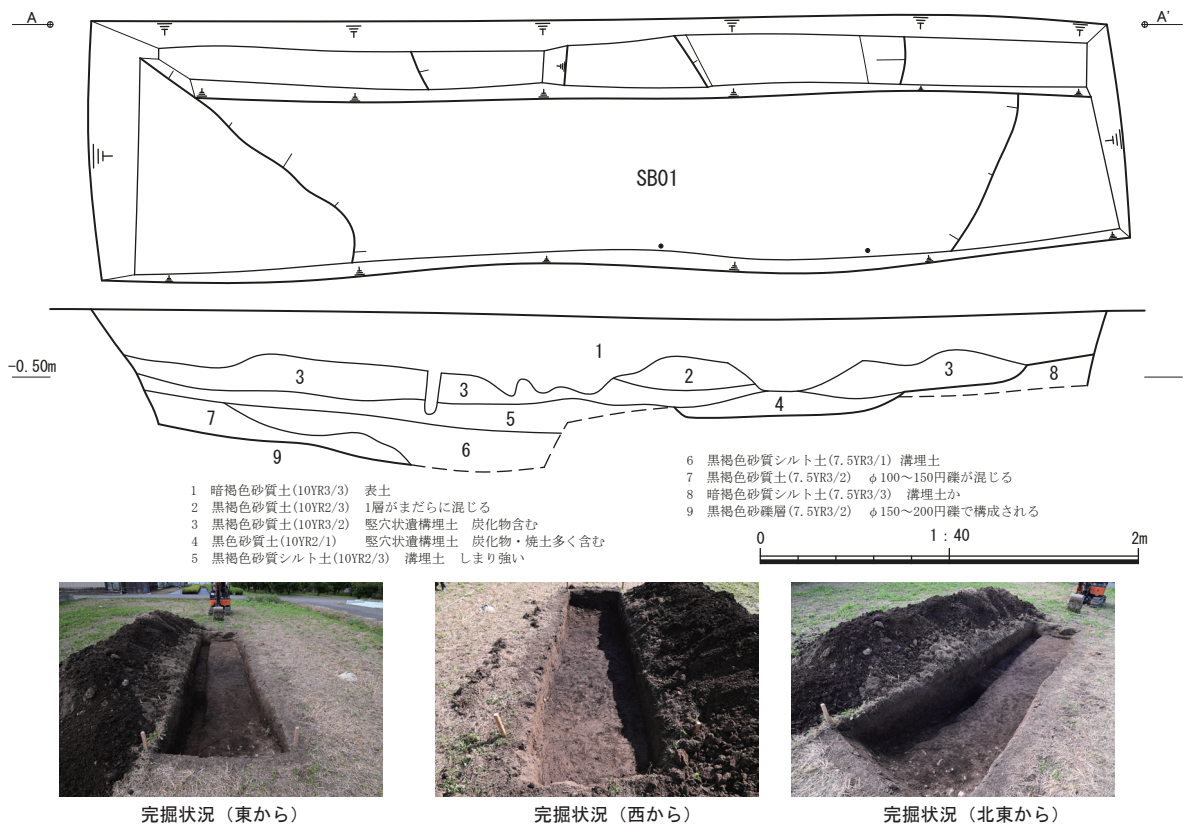 A
A'
SB01
-0.50m
1
3
3
2
3
8
4
5
7
6
9
1 暗褐色砂質土(10YR3/3) 表土
2 黒褐色砂質土(10YR2/3) 1層がまだらに混じる
3 黒褐色砂質土(10YR3/2) 竪穴状遺構埋土 炭化物含む
4 黒色砂質土(10YR2/1) 竪穴状遺構埋土 炭化物・焼土多く含む
5 黒褐色砂質シルト土(10YR2/3) 溝埋土 しまり強い
6 黒褐色砂質シルト土(7.5YR3/1) 溝埋土
7 黒褐色砂質土(7.5YR3/2) φ100～150円礫が混じる
8 暗褐色砂質シルト土(7.5YR3/3) 溝埋土か
9 黒褐色砂礫層(7.5YR3/2) φ150～200円礫で構成される
0 1：40 2m
完掘状況（東から）
完掘状況（西から）
完掘状況（北東から）